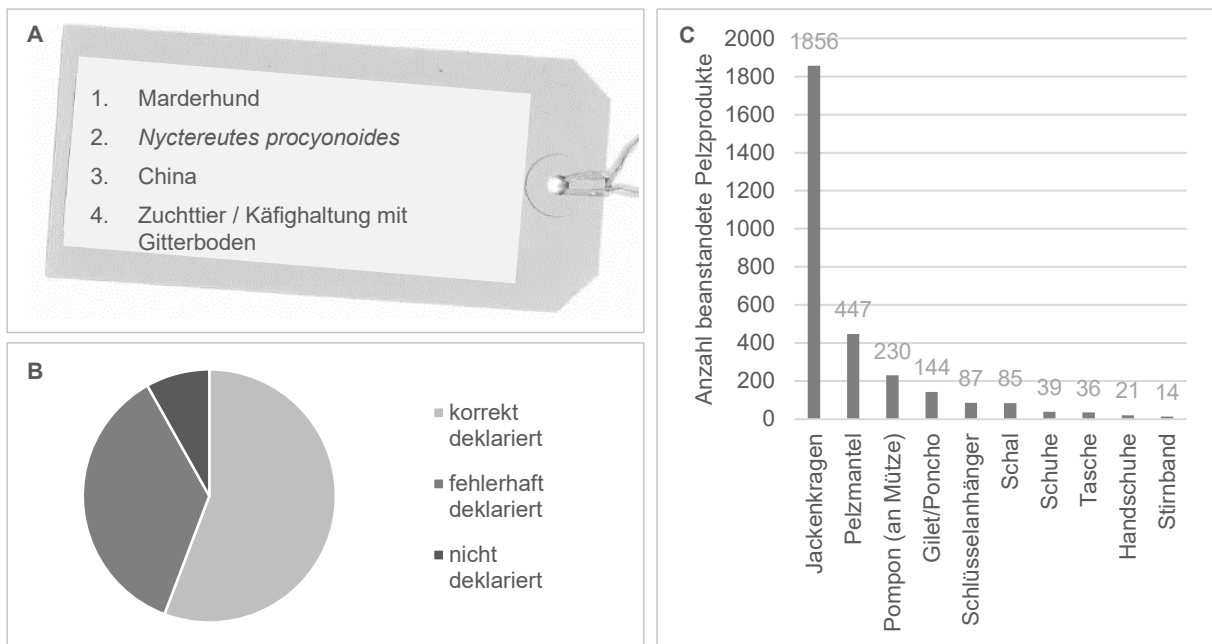 A
1. Marderhund
2. Nyctereutes procyonoides
3. China
4. Zuchttier / Käfighaltung mit
Gitterboden
B
korrekt
deklariert
fehlerhaft
deklariert
nicht
deklariert
C
Anzahl beanstandete Pelzprodukte
2000
1800
1600
1400
1200
1000
800
600
400
200
0
1856
447
230
144
87
85
39
36
21
14
Jackenkragen
Pelzmantel
Pompon (an Mütze)
Gilet/Poncho
Schlüsselanhänger
Schal
Schuhe
Tasche
Handschuhe
Stirnband